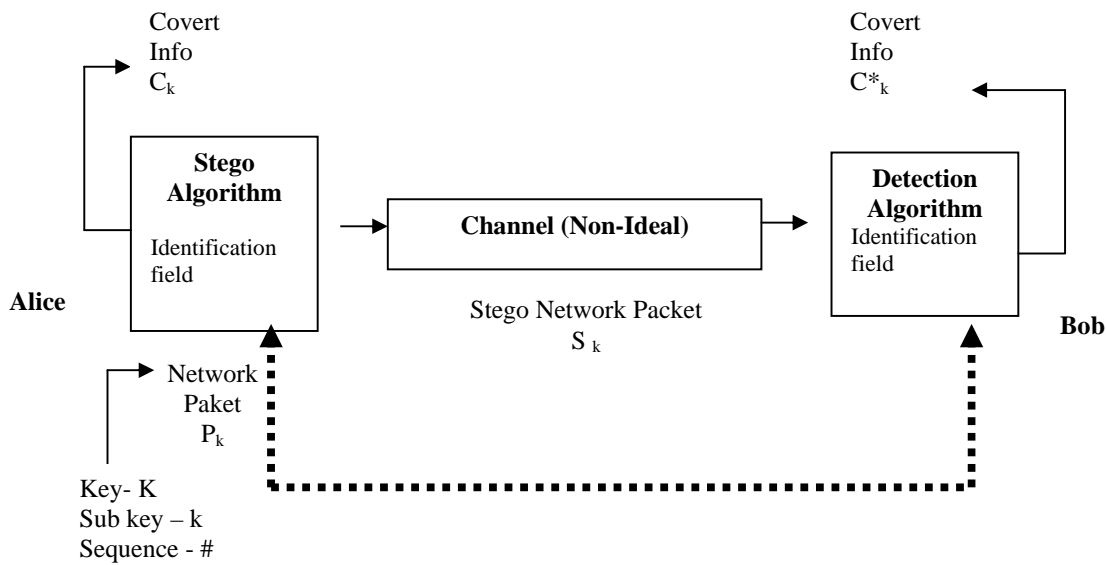 Covert
Info
Ck
Covert
Info
C*k
Stego
Algorithm
Identification
field
Channel (Non-Ideal)
Detection
Algorithm
Identification
field
Alice
Stego Network Packet
S k
Bob
Network
Paket
Pk
Key- K
Sub key – k
Sequence - #